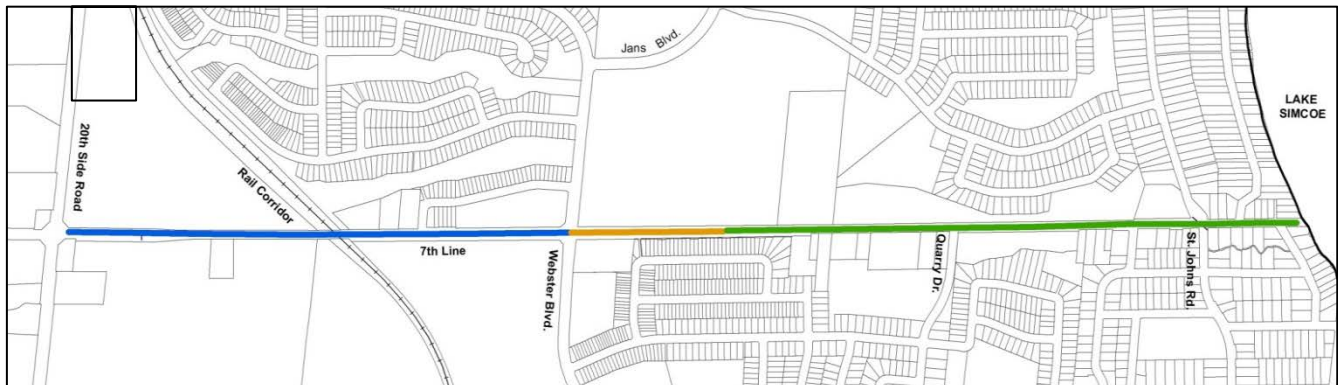 Jans Blvd.
LAKE
SIMCOE
20th Side Road
Rail Corridor
7th Line
Webster Blvd.
Quarry Dr.
St. Johns Rd.